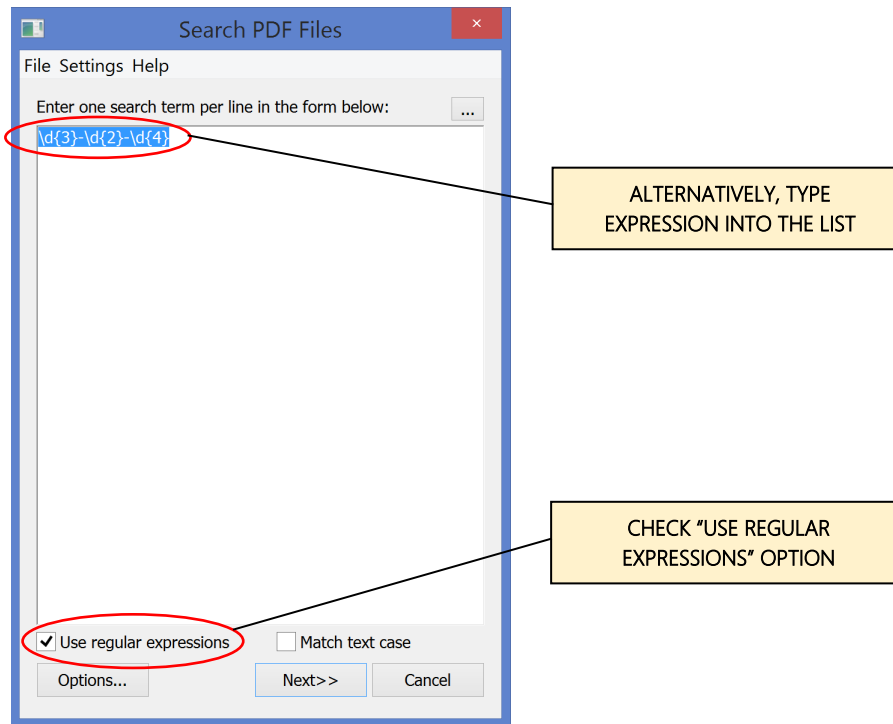 Search PDF Files
×
File Settings Help
Enter one search term per line in the form below:
...
\d{3}-\d{2}-\d{4}
ALTERNATIVELY, TYPE
EXPRESSION INTO THE LIST
CHECK “USE REGULAR
EXPRESSIONS” OPTION
Use regular expressions
Match text case
Options...
Next>>
Cancel